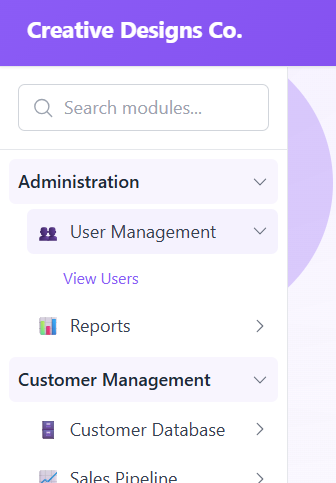 Creative Designs Co.
Search modules...
Administration
User Management
View Users
Reports
Customer Management
Customer Database
Sales Pipeline